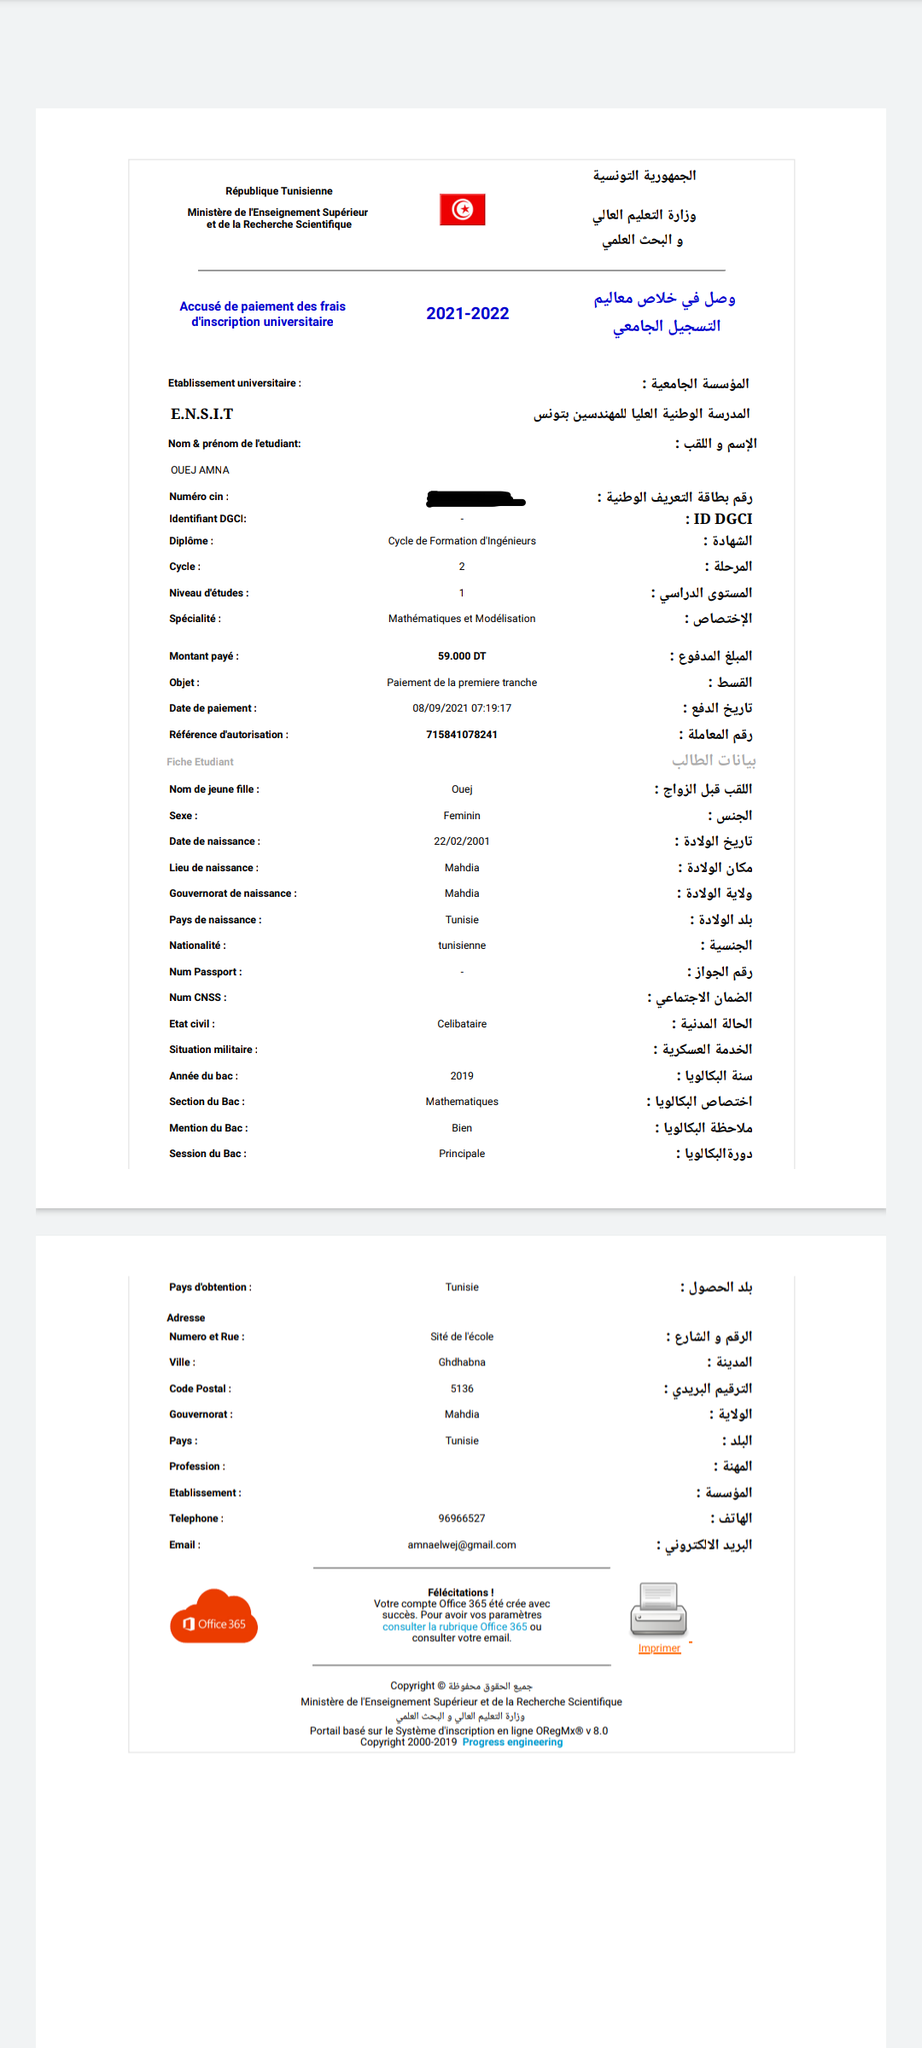 République Tunisienne
Ministère de l'Enseignement Supérieur
et de la Recherche Scientifique
الجمهورية التونسية
وزارة التعليم العالي
و البحث العلمي
Accusé de paiement des frais
d'inscription universitaire
2021-2022
وصل في خلاص معاليم
التسجيل الجامعي
Etablissement universitaire : المؤسسة الجامعية :
E.N.S.I.T المدرسة الوطنية العليا للمهندسين بتونس
Nom & prénom de l'etudiant: الإسم و اللقب :
OUEJ AMNA
Numéro cin : رقم بطاقة التعريف الوطنية :
Identifiant DGCI: - ID DGCI :
Diplôme : Cycle de Formation d'Ingénieurs الشهادة :
Cycle : 2 المرحلة :
Niveau d'études : 1 المستوى الدراسي :
Spécialité : Mathématiques et Modélisation الإختصاص :
Montant payé : 59.000 DT المبلغ المدفوع :
Objet : Paiement de la premiere tranche القسط :
Date de paiement : 08/09/2021 07:19:17 تاريخ الدفع :
Référence d'autorisation : 715841078241 رقم المعاملة :
Fiche Etudiant بيانات الطالب
Nom de jeune fille : Ouej اللقب قبل الزواج :
Sexe : Feminin الجنس :
Date de naissance : 22/02/2001 تاريخ الولادة :
Lieu de naissance : Mahdia مكان الولادة :
Gouvernorat de naissance : Mahdia ولاية الولادة :
Pays de naissance : Tunisie بلد الولادة :
Nationalité : tunisienne الجنسية :
Num Passport : - رقم الجواز :
Num CNSS : الضمان الاجتماعي :
Etat civil : Celibataire الحالة المدنية :
Situation militaire : الخدمة العسكرية :
Année du bac : 2019 سنة البكالويا :
Section du Bac : Mathematiques اختصاص البكالويا :
Mention du Bac : Bien ملاحظة البكالويا :
Session du Bac : Principale دورةالبكالويا :
Pays d'obtention : Tunisie بلد الحصول :
Adresse
Numero et Rue : Sité de l'école الرقم و الشارع :
Ville : Ghdhabna المدينة :
Code Postal : 5136 الترقيم البريدي :
Gouvernorat : Mahdia الولاية :
Pays : Tunisie البلد :
Profession : المهنة :
Etablissement : المؤسسة :
Telephone : 96966527 الهاتف :
Email : amnaelwej@gmail.com البريد الالكتروني :
Office 365
Félécitations !
Votre compte Office 365 été crée avec
succès. Pour avoir vos paramètres
consulter la rubrique Office 365 ou
consulter votre email.
Imprimer
Copyright © جميع الحقوق محفوظة
Ministère de l'Enseignement Supérieur et de la Recherche Scientifique
وزارة التعليم العالي و البحث العلمي
Portail basé sur le Système d'inscription en ligne ORegMx® v 8.0
Copyright 2000-2019 Progress engineering